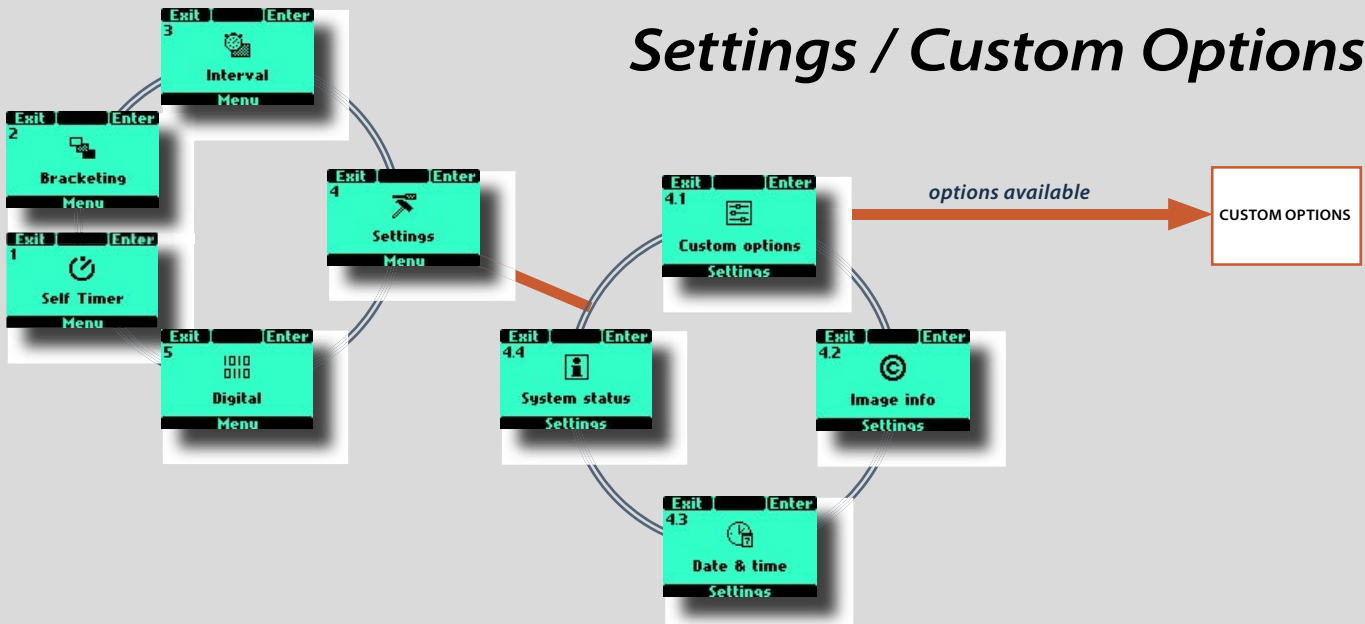 Settings / Custom Options
Exit Enter
3
Interval
Menu
Exit Enter
2
Bracketing
Menu
Exit Enter
1
Self Timer
Menu
Exit Enter
4
Settings
Menu
Exit Enter
5
1010
0110
Digital
Menu
Exit Enter
4.1
Custom options
Settings
options available
CUSTOM OPTIONS
Exit Enter
4.4
System status
Settings
Exit Enter
4.2
©
Image info
Settings
Exit Enter
4.3
Date & time
Settings